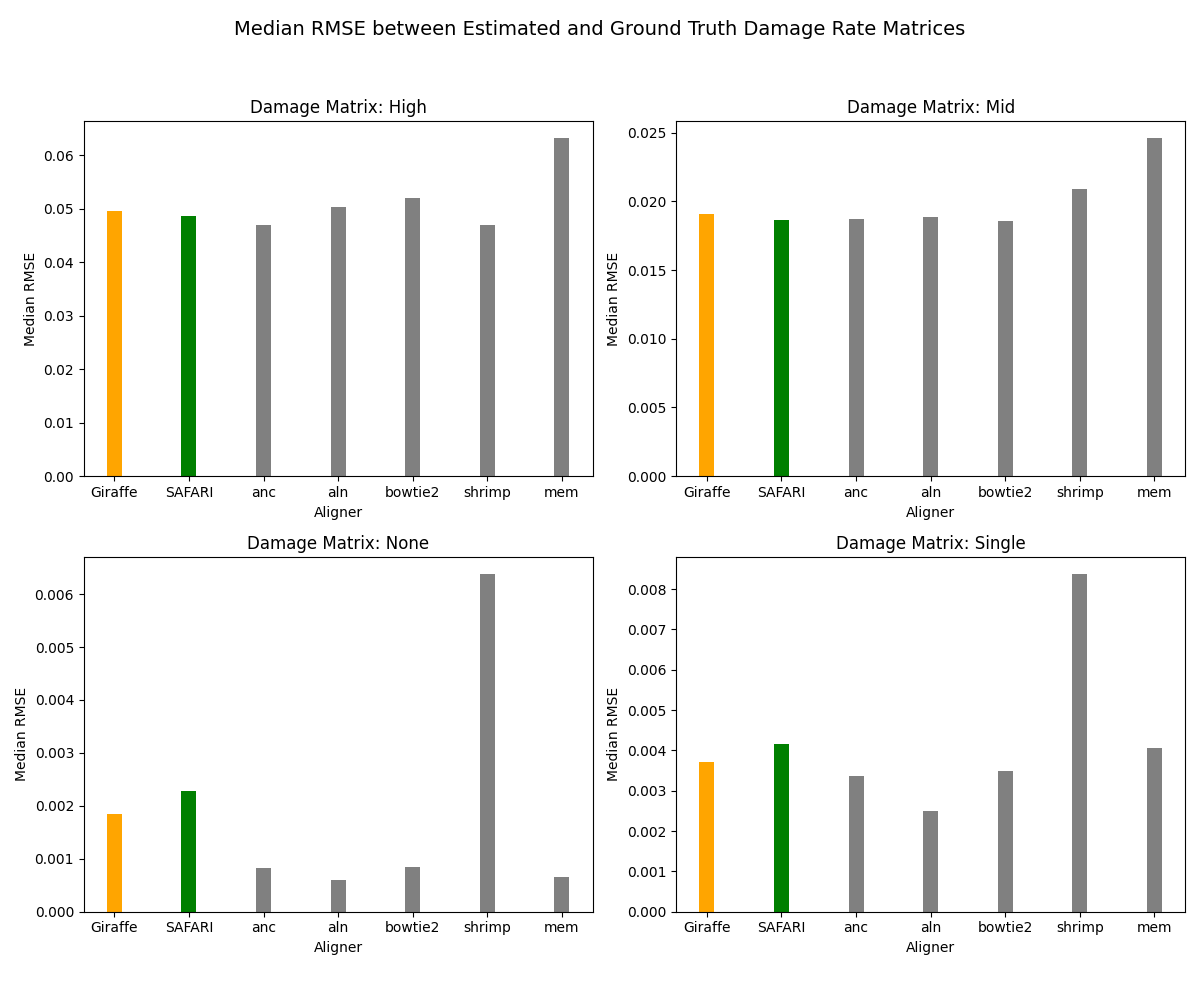 Median RMSE between Estimated and Ground Truth Damage Rate Matrices
Damage Matrix: High
Median RMSE
0.06
0.05
0.04
0.03
0.02
0.01
0.00
Giraffe SAFARI anc aln bowtie2 shrimp mem
Aligner
Damage Matrix: Mid
Median RMSE
0.025
0.020
0.015
0.010
0.005
0.000
Giraffe SAFARI anc aln bowtie2 shrimp mem
Aligner
Damage Matrix: None
Median RMSE
0.006
0.005
0.004
0.003
0.002
0.001
0.000
Giraffe SAFARI anc aln bowtie2 shrimp mem
Aligner
Damage Matrix: Single
Median RMSE
0.008
0.007
0.006
0.005
0.004
0.003
0.002
0.001
0.000
Giraffe SAFARI anc aln bowtie2 shrimp mem
Aligner